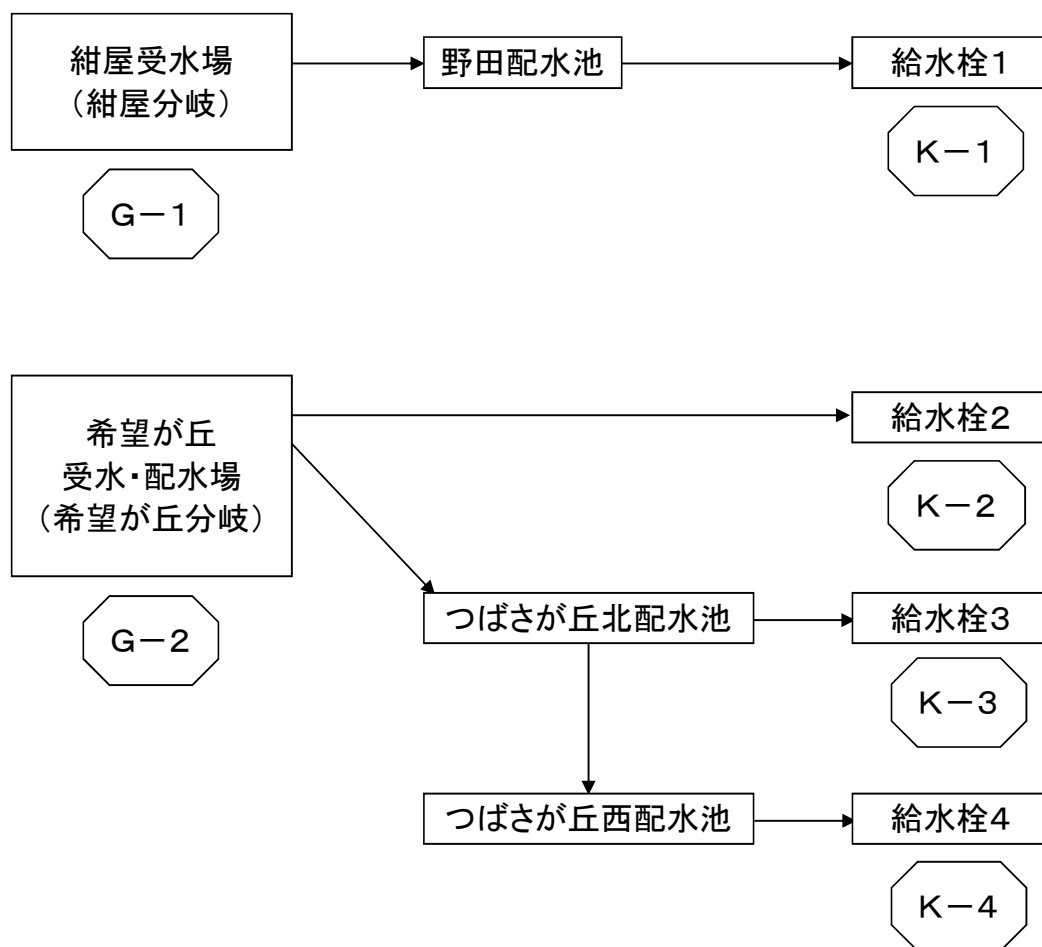 紺屋受水場
（紺屋分岐）
野田配水池
給水栓１
Ｇ－１
Ｋ－１
希望が丘
受水・配水場
（希望が丘分岐）
給水栓２
Ｋ－２
Ｇ－２
つばさが丘北配水池
給水栓３
Ｋ－３
つばさが丘西配水池
給水栓４
Ｋ－４